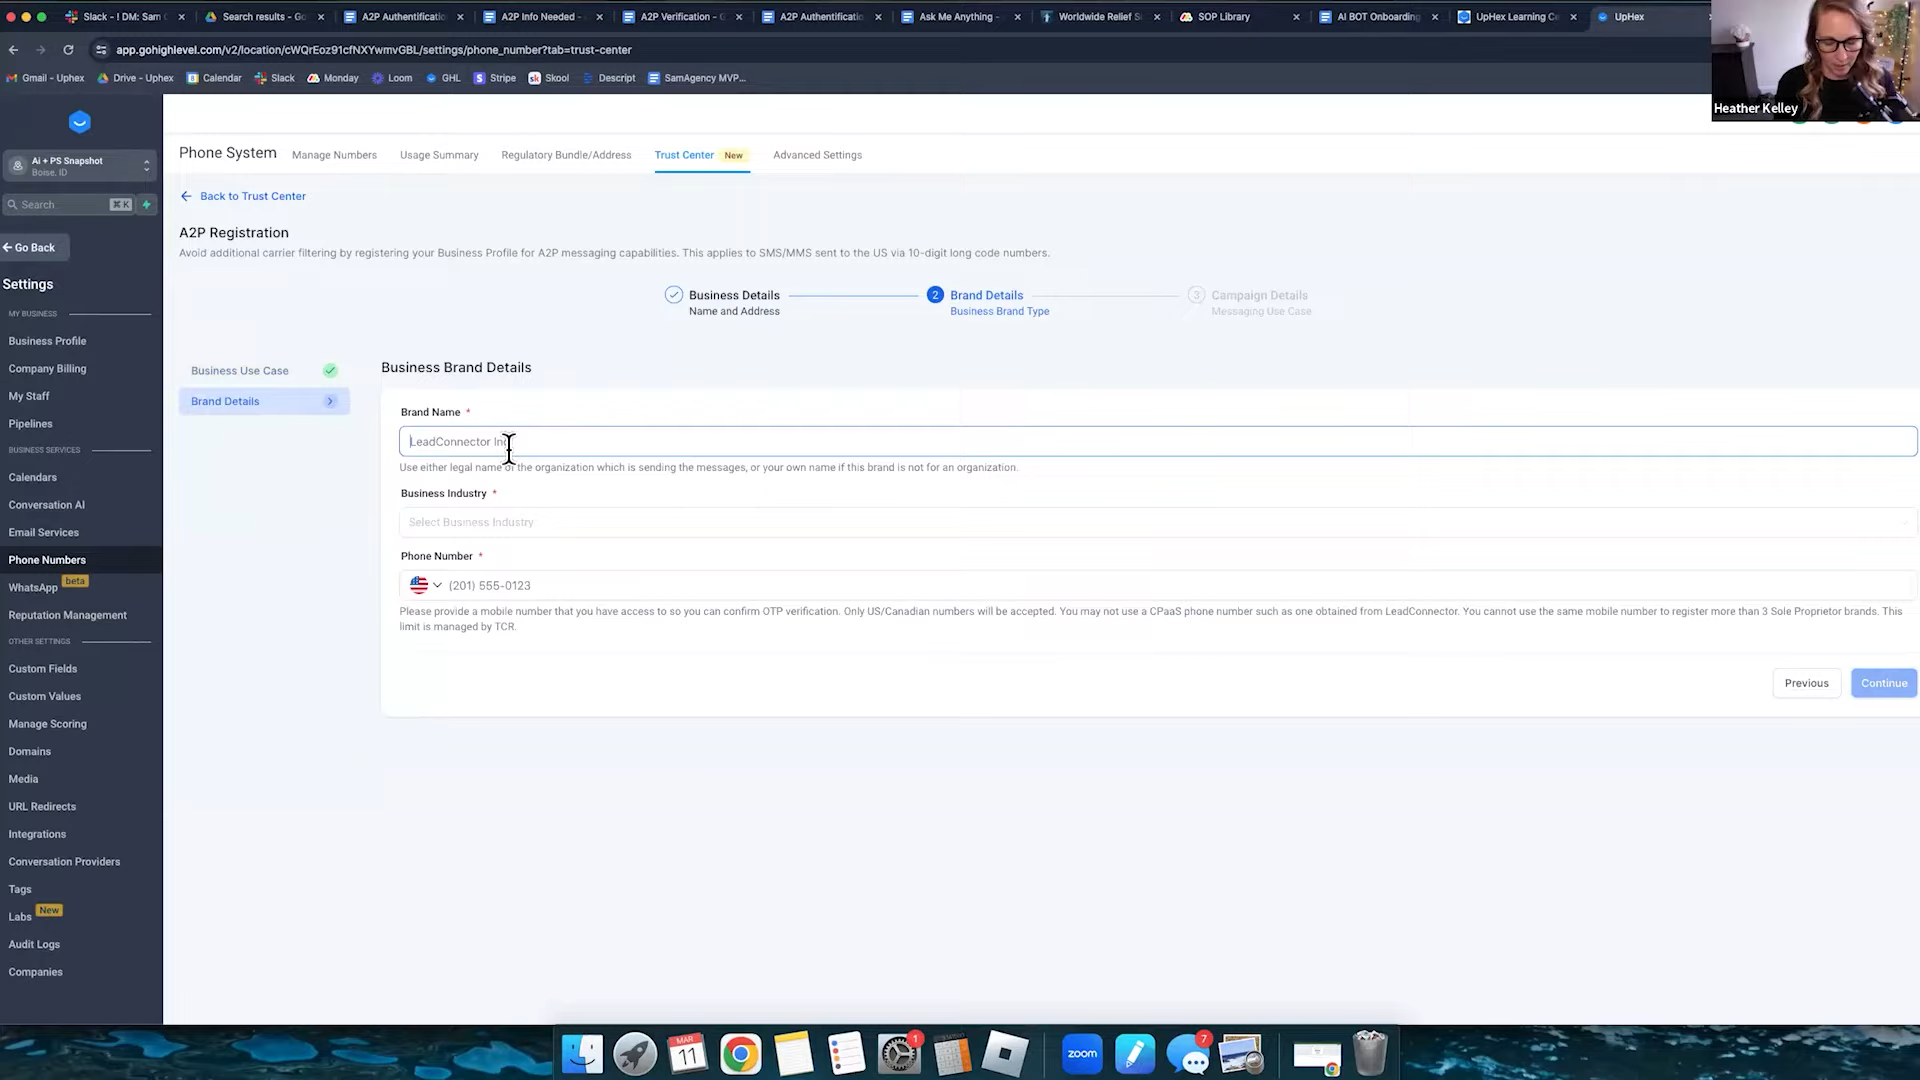 Slack - I DM: Sam
Search results - Go
A2P Authentificatio
A2P Info Needed -
A2P Verification - G
A2P Authentificatio
Ask Me Anything -
Worldwide Relief S
SOP Library
AI BOT Onboarding
UpHex Learning Ce
UpHex
app.gohighlevel.com/v2/location/cWQrEoz91cfNXYwmvGBL/settings/phone_number?tab=trust-center
Gmail - Uphex
Drive - Uphex
Calendar
Slack
Monday
Loom
GHL
Stripe
Skool
Descript
SamAgency MVP...
Heather Kelley
Ai + PS Snapshot
Boise, ID
Search
⌘ K
Go Back
Settings
MY BUSINESS
Business Profile
Company Billing
My Staff
Pipelines
BUSINESS SERVICES
Calendars
Conversation AI
Email Services
Phone Numbers
WhatsApp beta
Reputation Management
OTHER SETTINGS
Custom Fields
Custom Values
Manage Scoring
Domains
Media
URL Redirects
Integrations
Conversation Providers
Tags
Labs New
Audit Logs
Companies
Phone System
Manage Numbers
Usage Summary
Regulatory Bundle/Address
Trust Center New
Advanced Settings
Back to Trust Center
A2P Registration
Avoid additional carrier filtering by registering your Business Profile for A2P messaging capabilities. This applies to SMS/MMS sent to the US via 10-digit long code numbers.
Business Details
Name and Address
2 Brand Details
Business Brand Type
3 Campaign Details
Messaging Use Case
Business Use Case
Brand Details
Business Brand Details
Brand Name *
LeadConnector Inc
Use either legal name of the organization which is sending the messages, or your own name if this brand is not for an organization.
Business Industry *
Select Business Industry
Phone Number *
(201) 555-0123
Please provide a mobile number that you have access to so you can confirm OTP verification. Only US/Canadian numbers will be accepted. You may not use a CPaaS phone number such as one obtained from LeadConnector. You cannot use the same mobile number to register more than 3 Sole Proprietor brands. This
limit is managed by TCR.
Previous
Continue
MAR
11
1
zoom
7